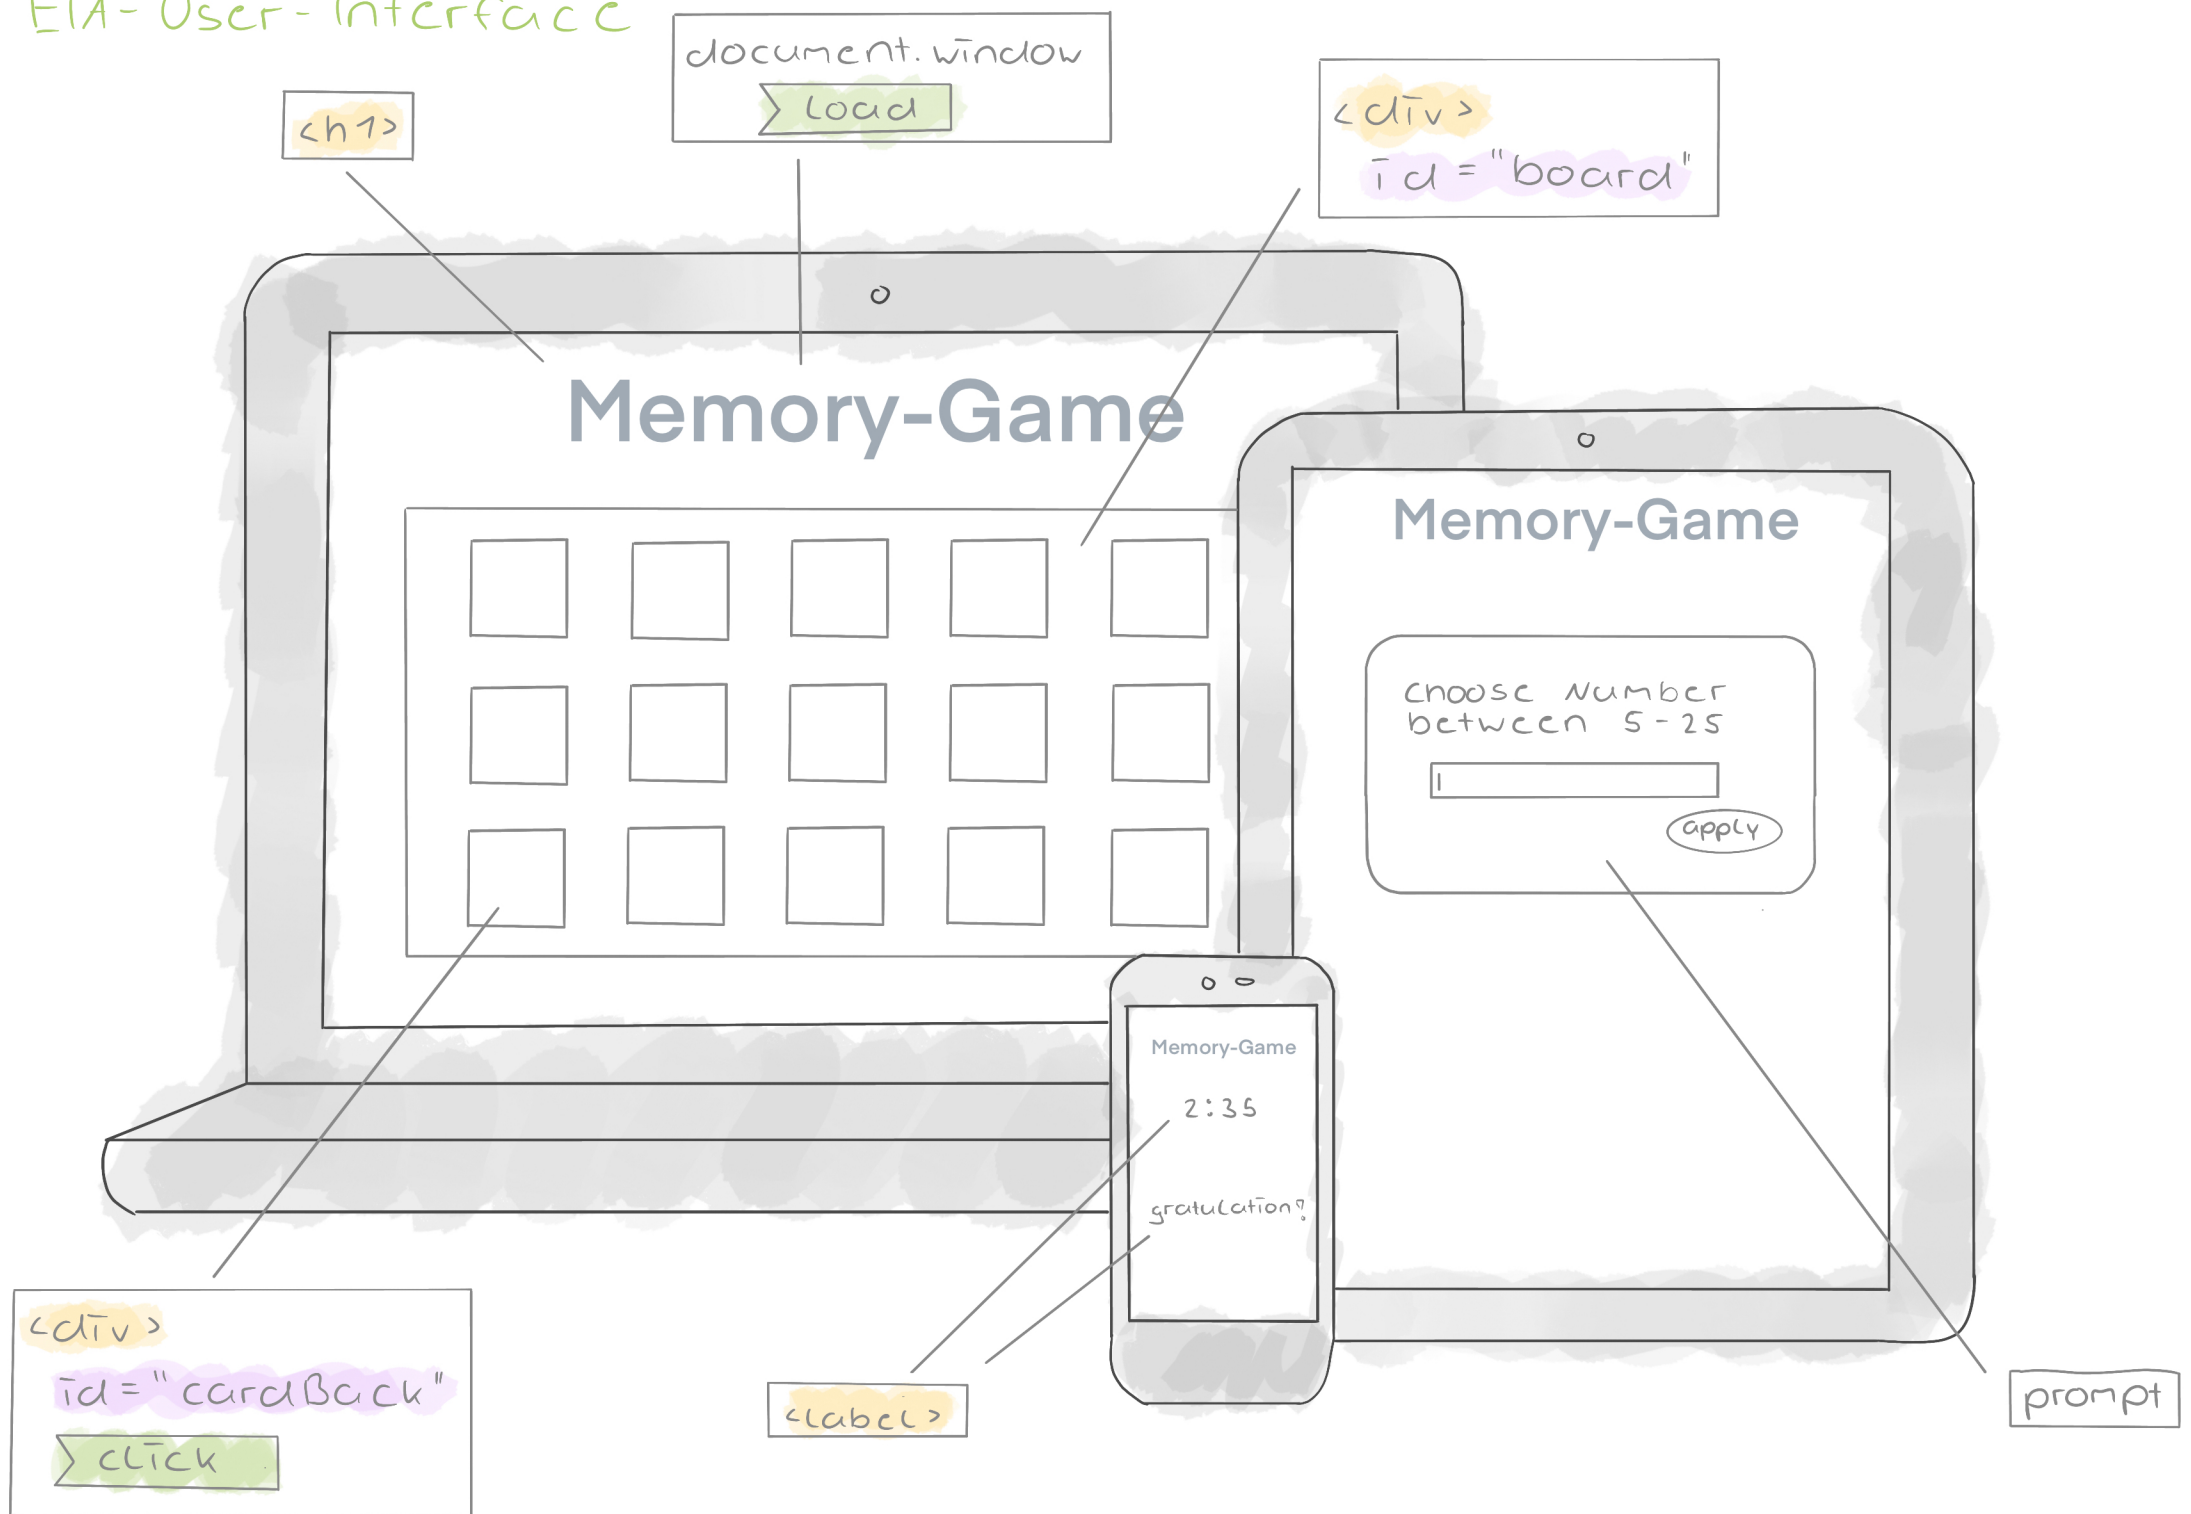 EIA-User-Interface
document.window
load
<h1>
<div>
id="board"
Memory-Game
Memory-Game
Choose Number
between 5-25
apply
Memory-Game
2:35
gratulation!
<div>
id="cardBack"
click
<label>
prompt